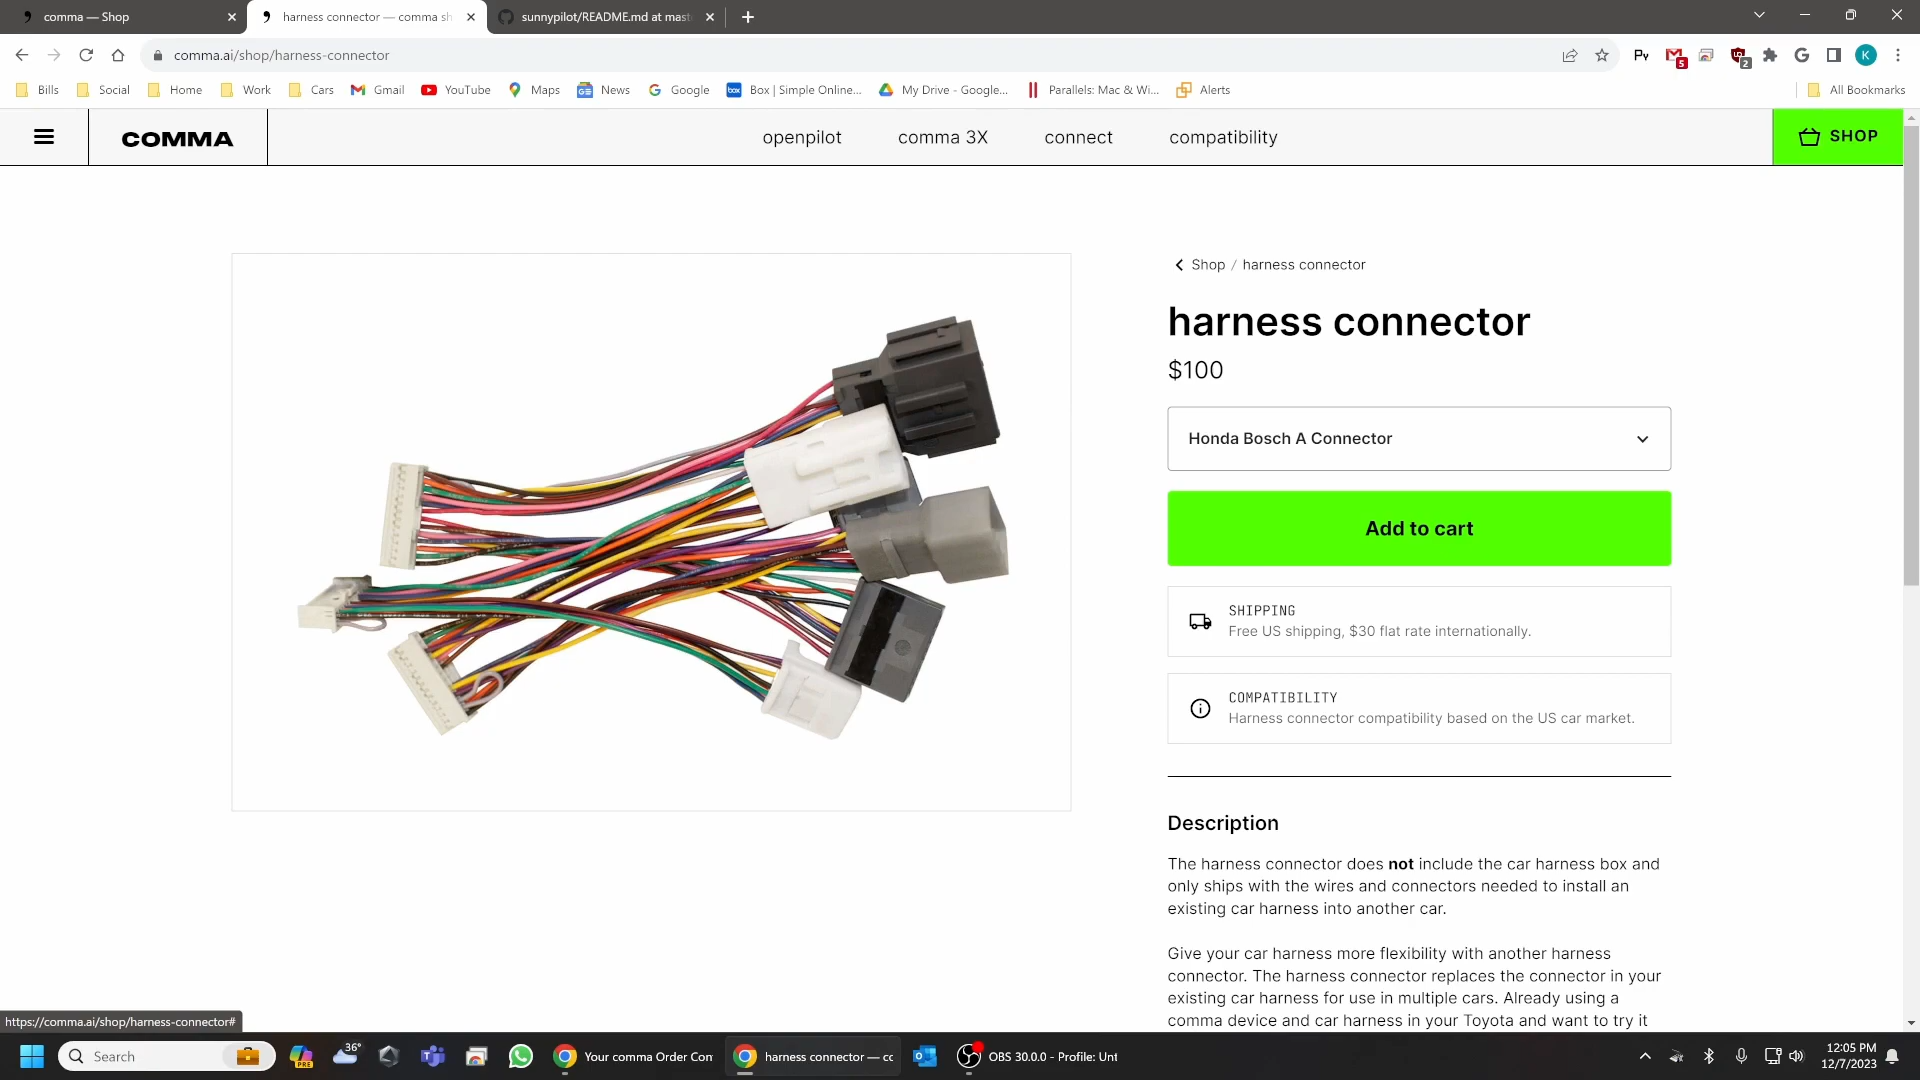 comma — Shop
harness connector — comma sh
sunnypilot/README.md at mast
comma.ai/shop/harness-connector
5
2
K
Bills
Social
Home
Work
Cars
Gmail
YouTube
Maps
News
Google
Box | Simple Online...
My Drive - Google...
Parallels: Mac & Wi...
Alerts
All Bookmarks
COMMA
openpilot
comma 3X
connect
compatibility
SHOP
Shop / harness connector
harness connector
$100
Honda Bosch A Connector
Add to cart
SHIPPING
Free US shipping, $30 flat rate internationally.
COMPATIBILITY
Harness connector compatibility based on the US car market.
Description
The harness connector does not include the car harness box and
only ships with the wires and connectors needed to install an
existing car harness into another car.
Give your car harness more flexibility with another harness
connector. The harness connector replaces the connector in your
existing car harness for use in multiple cars. Already using a
comma device and car harness in your Toyota and want to try it
https://comma.ai/shop/harness-connector#
Search
PRE
36°
Your comma Order Con
harness connector — cc
OBS 30.0.0 - Profile: Unt
12:05 PM
12/7/2023